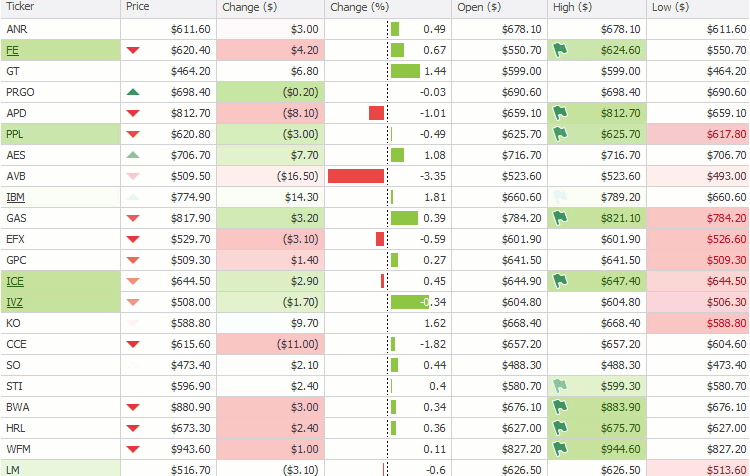 Ticker Price Change ($) Change (%) Open ($) High ($) Low ($)
ANR $611.60 $3.00 0.49 $678.10 $678.10 $611.60
FE $620.40 $4.20 0.67 $550.70 $624.60 $550.70
GT $464.20 $6.80 1.44 $599.00 $599.00 $464.20
PRGO $698.40 ($0.20) -0.03 $690.60 $698.40 $690.60
APD $812.70 ($8.10) -1.01 $659.10 $812.70 $659.10
PPL $620.80 ($3.00) -0.49 $625.70 $625.70 $617.80
AES $706.70 $7.70 1.08 $716.70 $716.70 $706.70
AVB $509.50 ($16.50) -3.35 $523.60 $523.60 $493.00
IBM $774.90 $14.30 1.81 $660.60 $789.20 $660.60
GAS $817.90 $3.20 0.39 $784.20 $821.10 $784.20
EFX $529.70 ($3.10) -0.59 $601.90 $601.90 $526.60
GPC $509.30 $1.40 0.27 $641.50 $641.50 $509.30
ICE $644.50 $2.90 0.45 $644.90 $647.40 $644.50
IVZ $508.00 ($1.70) -0.34 $604.80 $604.80 $506.30
KO $588.80 $9.70 1.62 $668.40 $668.40 $588.80
CCE $615.60 ($11.00) -1.82 $657.20 $657.20 $604.60
SO $473.40 $2.10 0.44 $488.30 $488.30 $473.40
STI $596.90 $2.40 0.4 $580.70 $599.30 $580.70
BWA $880.90 $3.00 0.34 $676.10 $883.90 $676.10
HRL $673.30 $2.40 0.36 $627.00 $675.70 $627.00
WFM $943.60 $1.00 0.11 $827.20 $944.60 $827.20
LM $516.70 ($3.10) -0.6 $626.50 $626.50 $513.60